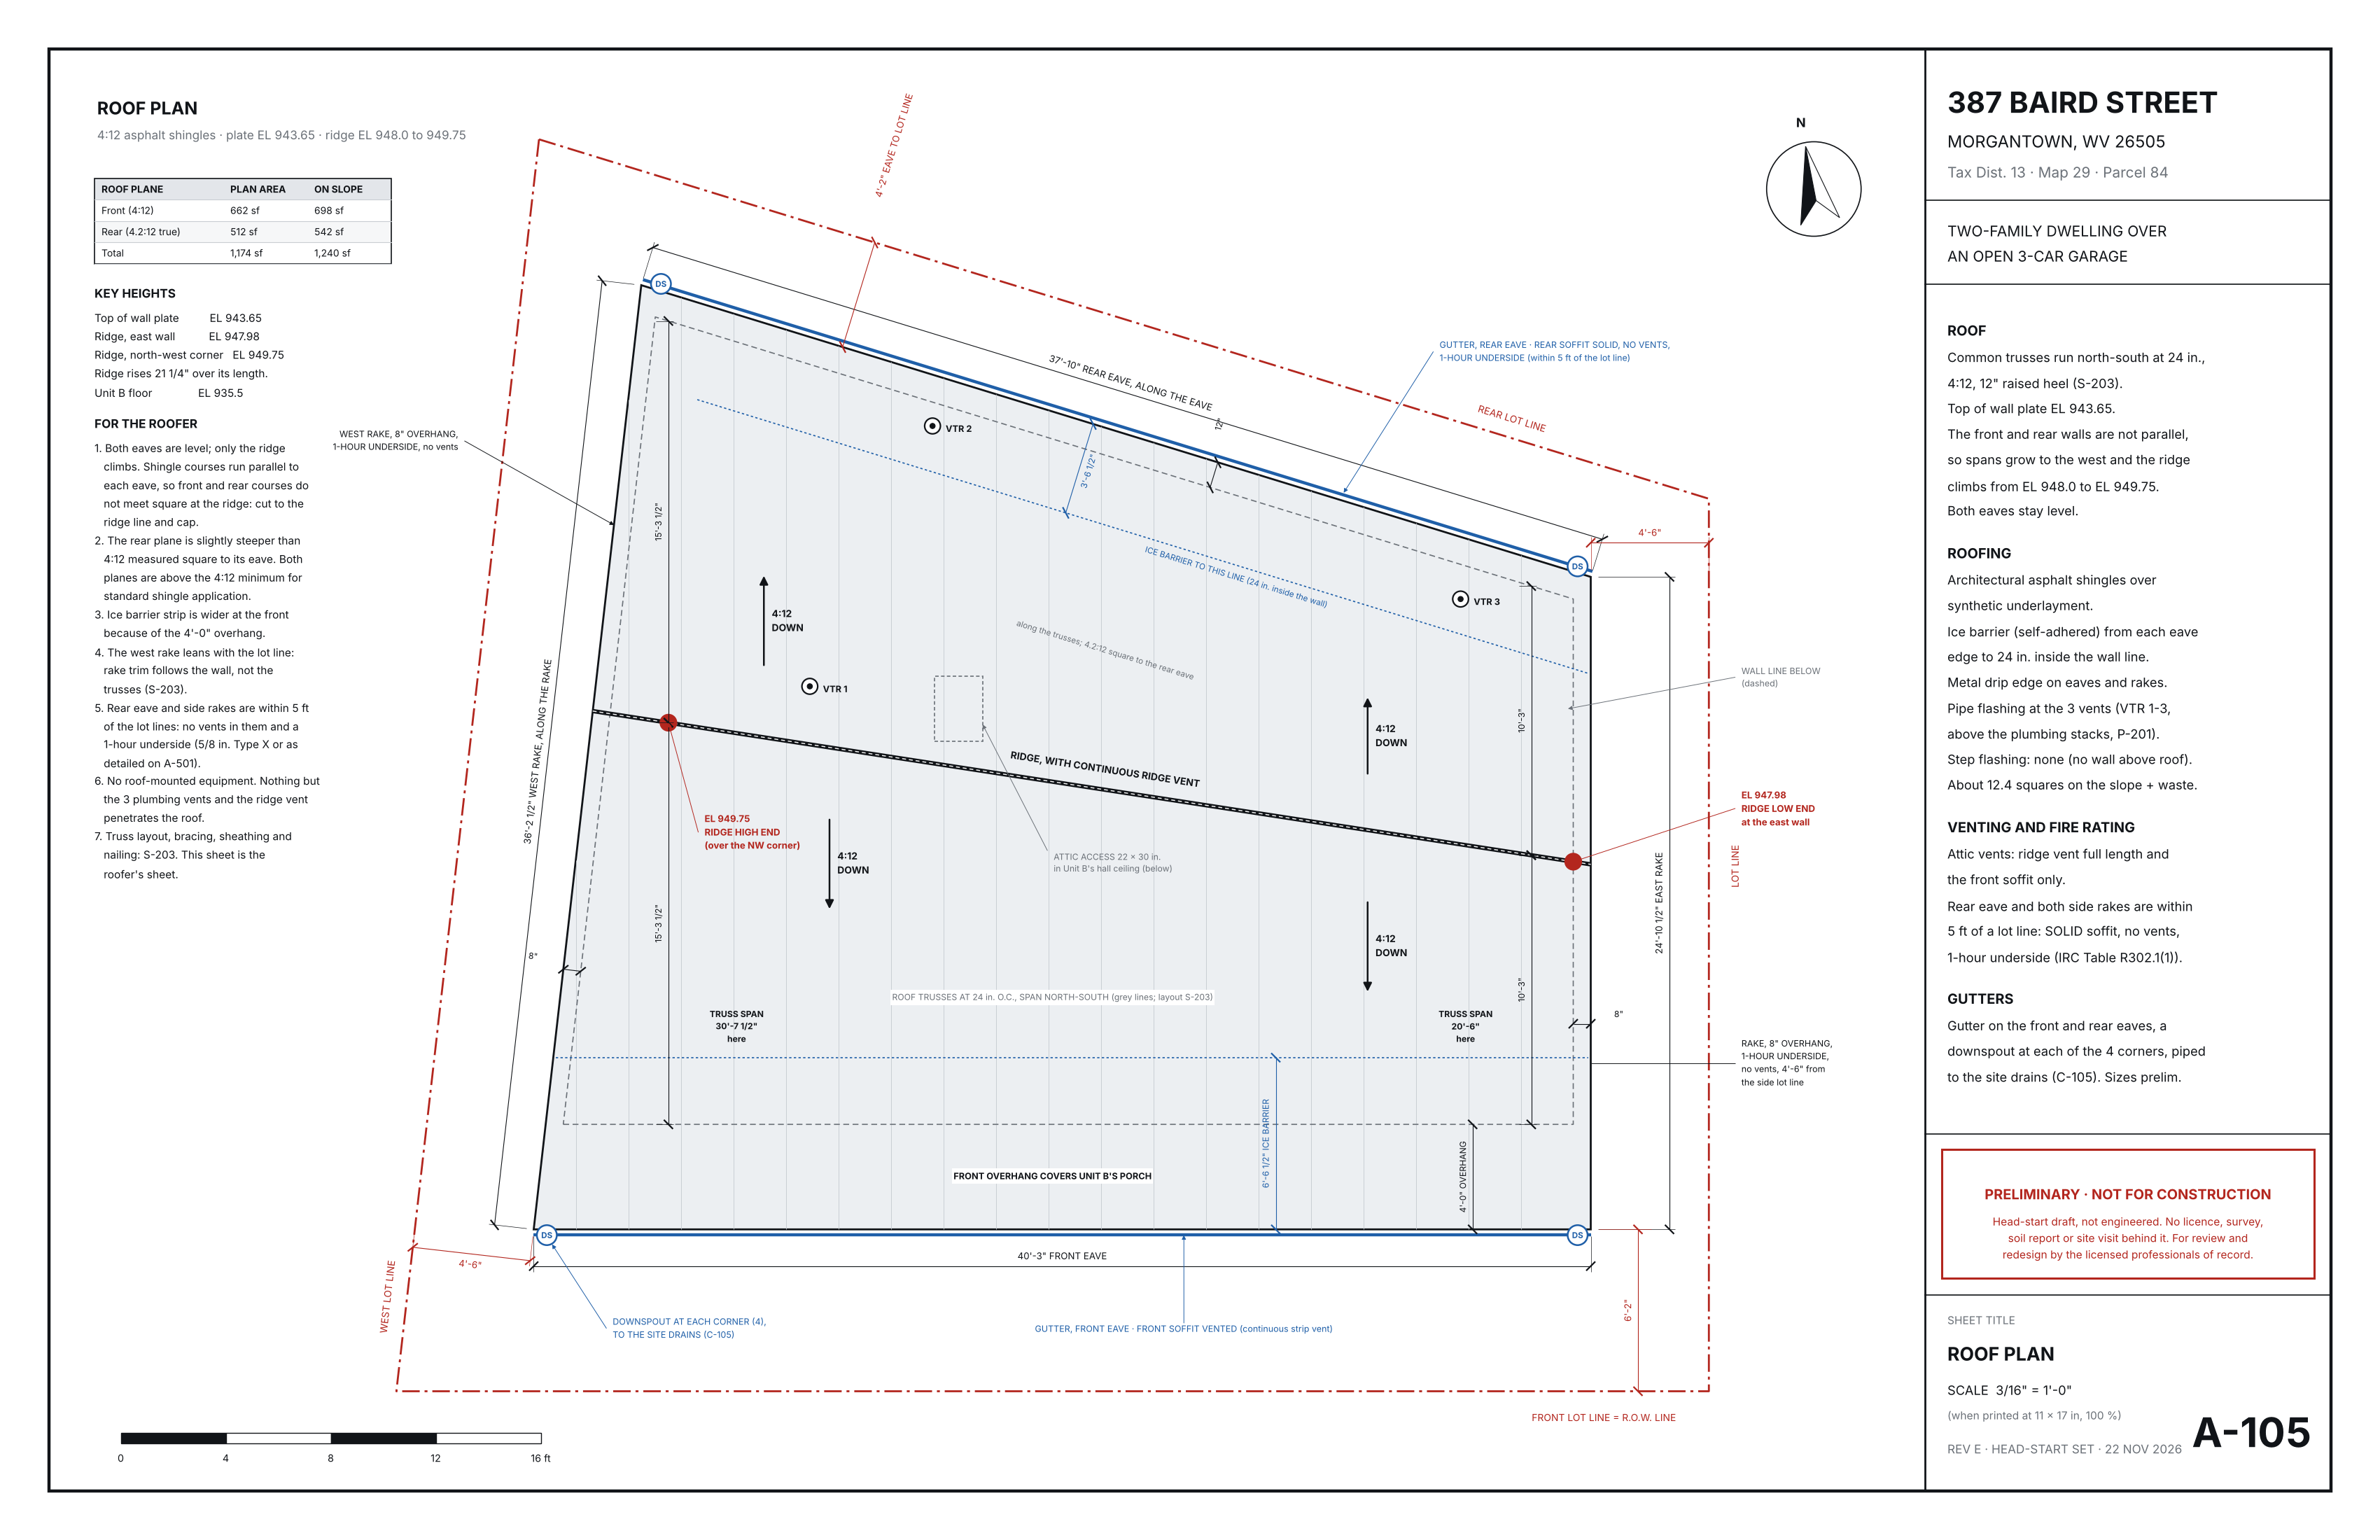 ROOF PLAN
4:12 asphalt shingles · plate EL 943.65 · ridge EL 948.0 to 949.75
ROOF PLANE PLAN AREA ON SLOPE
Front (4:12) 662 sf 698 sf
Rear (4.2:12 true) 512 sf 542 sf
Total 1,174 sf 1,240 sf
KEY HEIGHTS
Top of wall plate EL 943.65
Ridge, east wall EL 947.98
Ridge, north-west corner EL 949.75
Ridge rises 21 1/4" over its length.
Unit B floor EL 935.5
FOR THE ROOFER
1. Both eaves are level; only the ridge
climbs. Shingle courses run parallel to
each eave, so front and rear courses do
not meet square at the ridge: cut to the
ridge line and cap.
2. The rear plane is slightly steeper than
4:12 measured square to its eave. Both
planes are above the 4:12 minimum for
standard shingle application.
3. Ice barrier strip is wider at the front
because of the 4'-0" overhang.
4. The west rake leans with the lot line:
rake trim follows the wall, not the
trusses (S-203).
5. Rear eave and side rakes are within 5 ft
of the lot lines: no vents in them and a
1-hour underside (5/8 in. Type X or as
detailed on A-501).
6. No roof-mounted equipment. Nothing but
the 3 plumbing vents and the ridge vent
penetrates the roof.
7. Truss layout, bracing, sheathing and
nailing: S-203. This sheet is the
roofer's sheet.
WEST RAKE, 8" OVERHANG,
1-HOUR UNDERSIDE, no vents
4'-2" EAVE TO LOT LINE
N
DS
37'-10" REAR EAVE, ALONG THE EAVE
12"
GUTTER, REAR EAVE · REAR SOFFIT SOLID, NO VENTS,
1-HOUR UNDERSIDE (within 5 ft of the lot line)
REAR LOT LINE
4'-6"
DS
VTR 2
3'-6 1/2"
ICE BARRIER TO THIS LINE (24 in. inside the wall)
VTR 3
15'-3 1/2"
4:12
DOWN
along the trusses; 4.2:12 square to the rear eave
VTR 1
WALL LINE BELOW
(dashed)
10'-3"
4:12
DOWN
36'-2 1/2" WEST RAKE, ALONG THE RAKE
RIDGE, WITH CONTINUOUS RIDGE VENT
EL 949.75
RIDGE HIGH END
(over the NW corner)
4:12
DOWN
ATTIC ACCESS 22 × 30 in.
in Unit B's hall ceiling (below)
EL 947.98
RIDGE LOW END
at the east wall
LOT LINE
24'-10 1/2" EAST RAKE
15'-3 1/2"
4:12
DOWN
8"
10'-3"
ROOF TRUSSES AT 24 in. O.C., SPAN NORTH-SOUTH (grey lines; layout S-203)
TRUSS SPAN
30'-7 1/2"
here
TRUSS SPAN
20'-6"
here
8"
RAKE, 8" OVERHANG,
1-HOUR UNDERSIDE,
no vents, 4'-6" from
the side lot line
6'-6 1/2" ICE BARRIER
4'-0" OVERHANG
FRONT OVERHANG COVERS UNIT B'S PORCH
DS
DS
40'-3" FRONT EAVE
4'-6"
WEST LOT LINE
6'-2"
DOWNSPOUT AT EACH CORNER (4),
TO THE SITE DRAINS (C-105)
GUTTER, FRONT EAVE · FRONT SOFFIT VENTED (continuous strip vent)
FRONT LOT LINE = R.O.W. LINE
0 4 8 12 16 ft
387 BAIRD STREET
MORGANTOWN, WV 26505
Tax Dist. 13 · Map 29 · Parcel 84
TWO-FAMILY DWELLING OVER
AN OPEN 3-CAR GARAGE
ROOF
Common trusses run north-south at 24 in.,
4:12, 12" raised heel (S-203).
Top of wall plate EL 943.65.
The front and rear walls are not parallel,
so spans grow to the west and the ridge
climbs from EL 948.0 to EL 949.75.
Both eaves stay level.
ROOFING
Architectural asphalt shingles over
synthetic underlayment.
Ice barrier (self-adhered) from each eave
edge to 24 in. inside the wall line.
Metal drip edge on eaves and rakes.
Pipe flashing at the 3 vents (VTR 1-3,
above the plumbing stacks, P-201).
Step flashing: none (no wall above roof).
About 12.4 squares on the slope + waste.
VENTING AND FIRE RATING
Attic vents: ridge vent full length and
the front soffit only.
Rear eave and both side rakes are within
5 ft of a lot line: SOLID soffit, no vents,
1-hour underside (IRC Table R302.1(1)).
GUTTERS
Gutter on the front and rear eaves, a
downspout at each of the 4 corners, piped
to the site drains (C-105). Sizes prelim.
PRELIMINARY · NOT FOR CONSTRUCTION
Head-start draft, not engineered. No licence, survey,
soil report or site visit behind it. For review and
redesign by the licensed professionals of record.
SHEET TITLE
ROOF PLAN
SCALE 3/16" = 1'-0"
(when printed at 11 × 17 in, 100 %)
REV E · HEAD-START SET · 22 NOV 2026
A-105